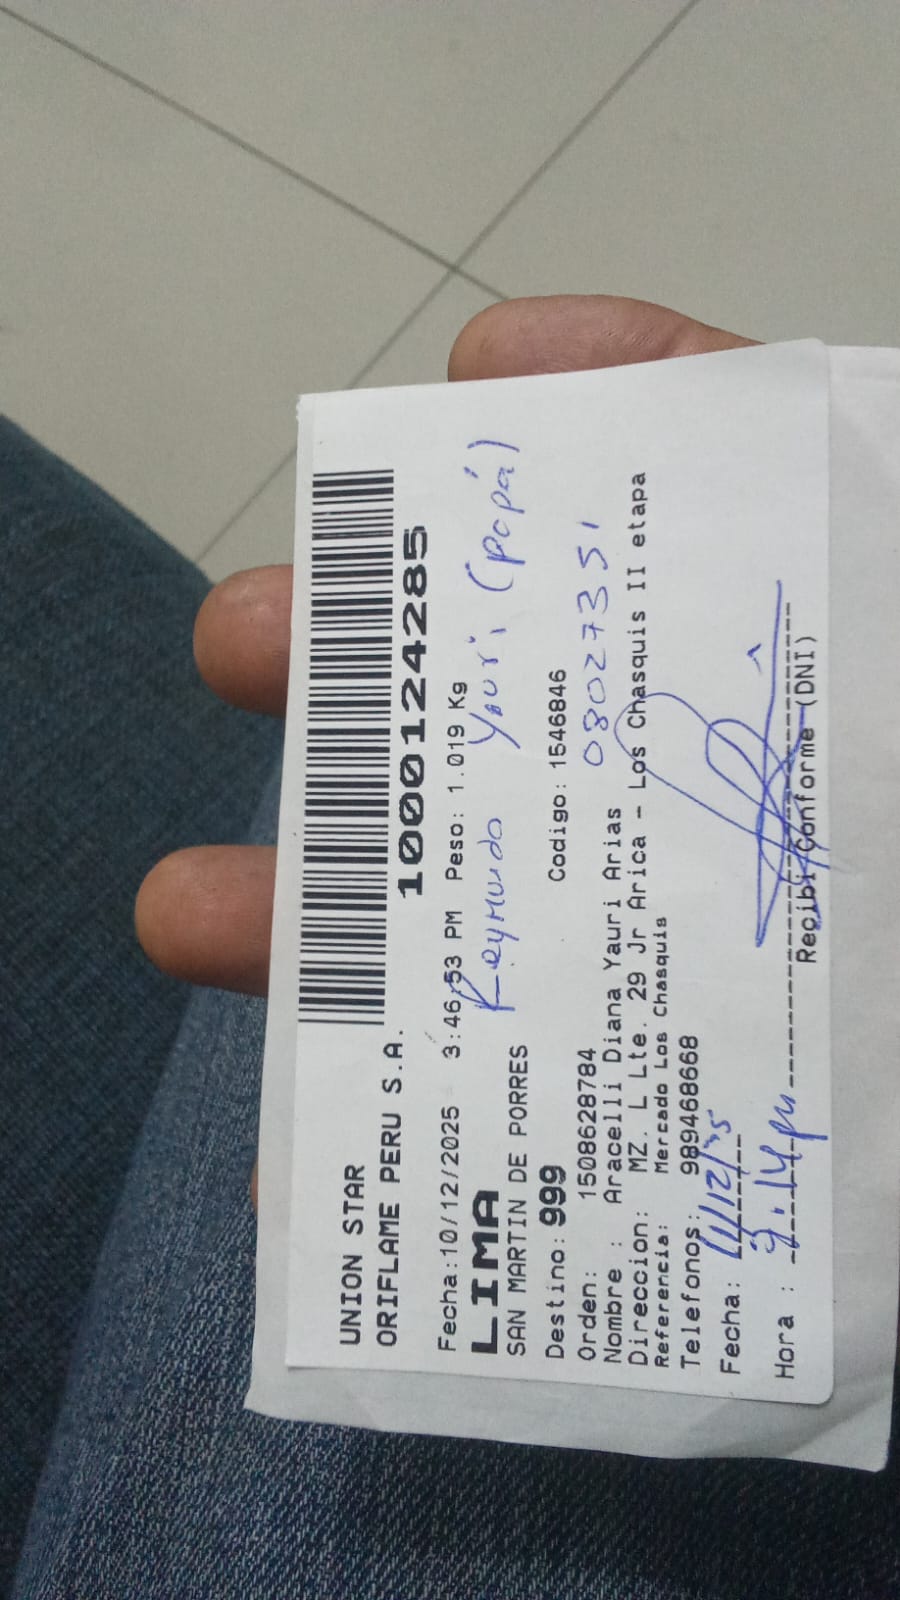 UNION STAR
ORIFLAME PERU S.A.
1000124285
Fecha:10/12/2025 3:46:53 PM Peso: 1.019 Kg
LIMA
Reymundo Yauri (papá)
SAN MARTIN DE PORRES
Destino: 999 Codigo: 1546846
Orden: 1508628784 08027351
Nombre : Aracelli Diana Yauri Arias
Direccion: MZ. L Lte. 29 Jr Arica - Los Chasquis II etapa
Referencia: Mercado Los Chasquis
Telefonos: 989468668
Fecha: 11/12/25
Hora : 3:14pm
Recibi Conforme (DNI)